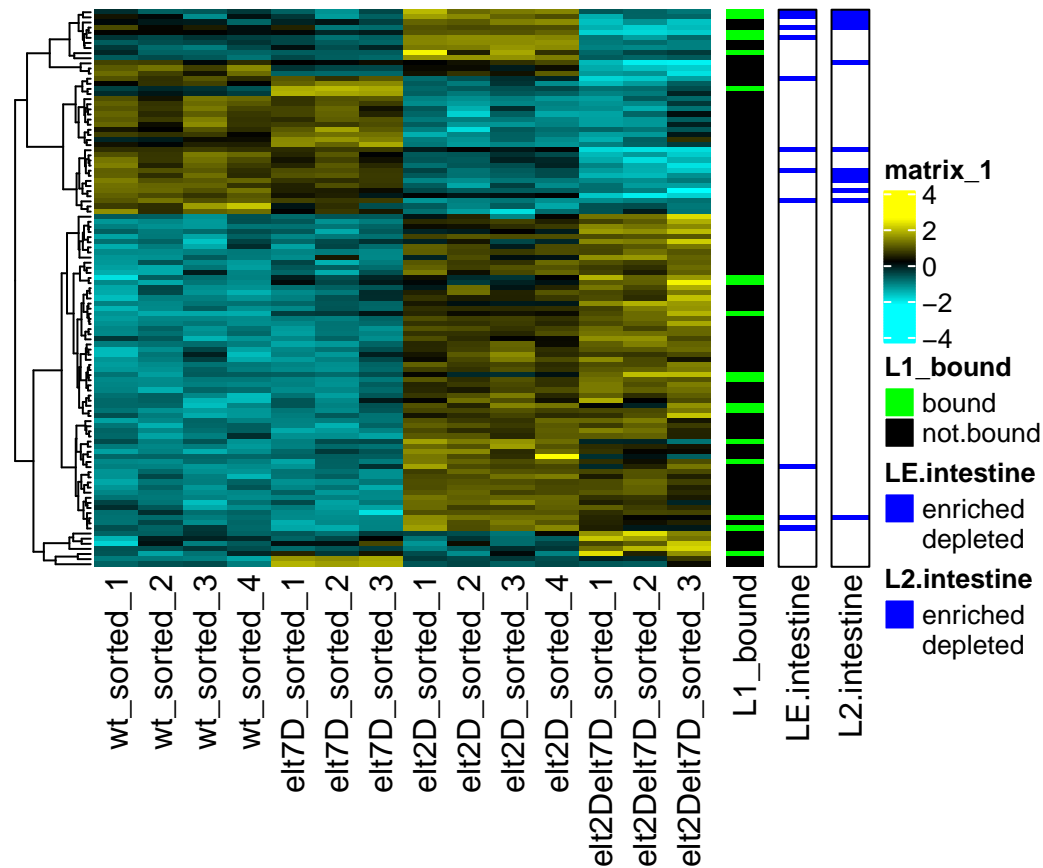 matrix_1
4
2
0
−2
−4
L1_bound
bound
not.bound
LE.intestine
enriched
depleted
L2.intestine
enriched
depleted
wt_sorted_1
wt_sorted_2
wt_sorted_3
wt_sorted_4
elt7D_sorted_1
elt7D_sorted_2
elt7D_sorted_3
elt2D_sorted_1
elt2D_sorted_2
elt2D_sorted_3
elt2D_sorted_4
elt2Delt7D_sorted_1
elt2Delt7D_sorted_2
elt2Delt7D_sorted_3
L1_bound
LE.intestine
L2.intestine